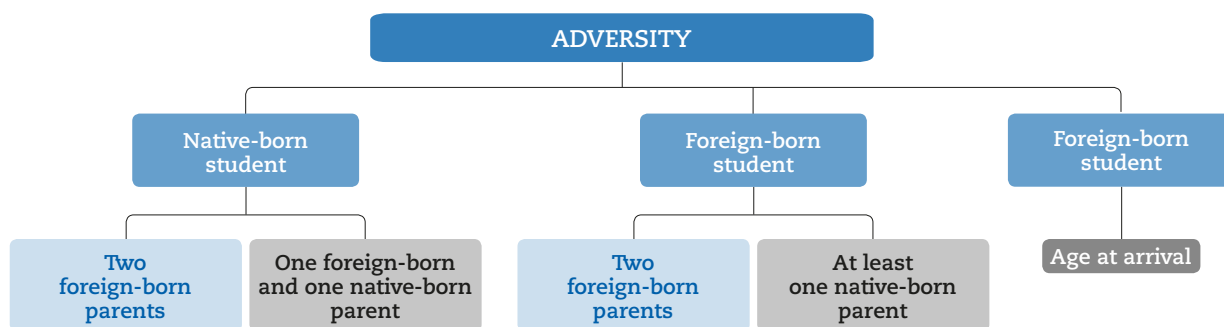 ADVERSITY
Native-born
student
Foreign-born
student
Foreign-born
student
Two
foreign-born
parents
One foreign-born
and one native-born
parent
Two
foreign-born
parents
At least
one native-born
parent
Age at arrival